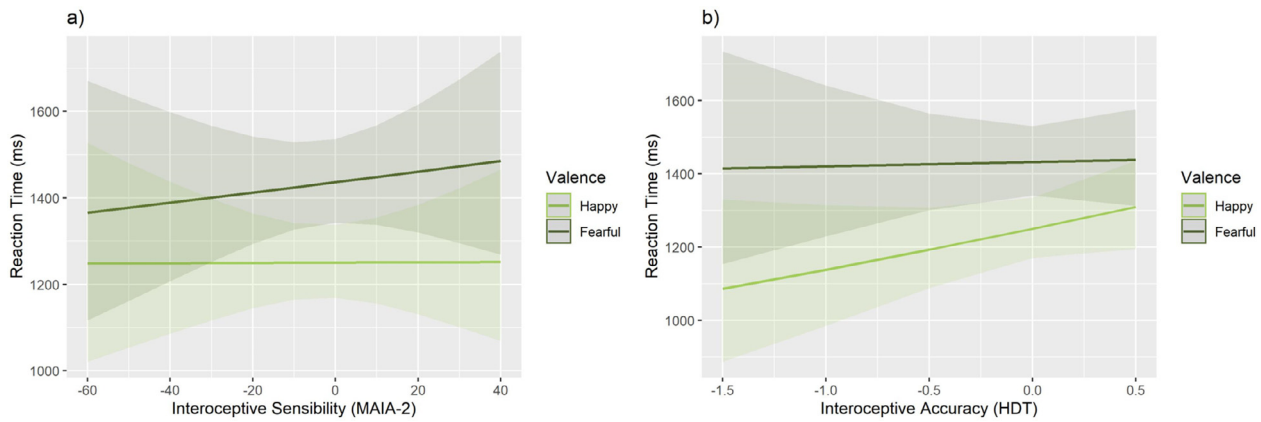 a)
Reaction Time (ms)
1600
1400
1200
1000
-60 -40 -20 0 20 40
Interoceptive Sensibility (MAIA-2)
Valence
Happy
Fearful
b)
Reaction Time (ms)
1600
1400
1200
1000
-1.5 -1.0 -0.5 0.0 0.5
Interoceptive Accuracy (HDT)
Valence
Happy
Fearful